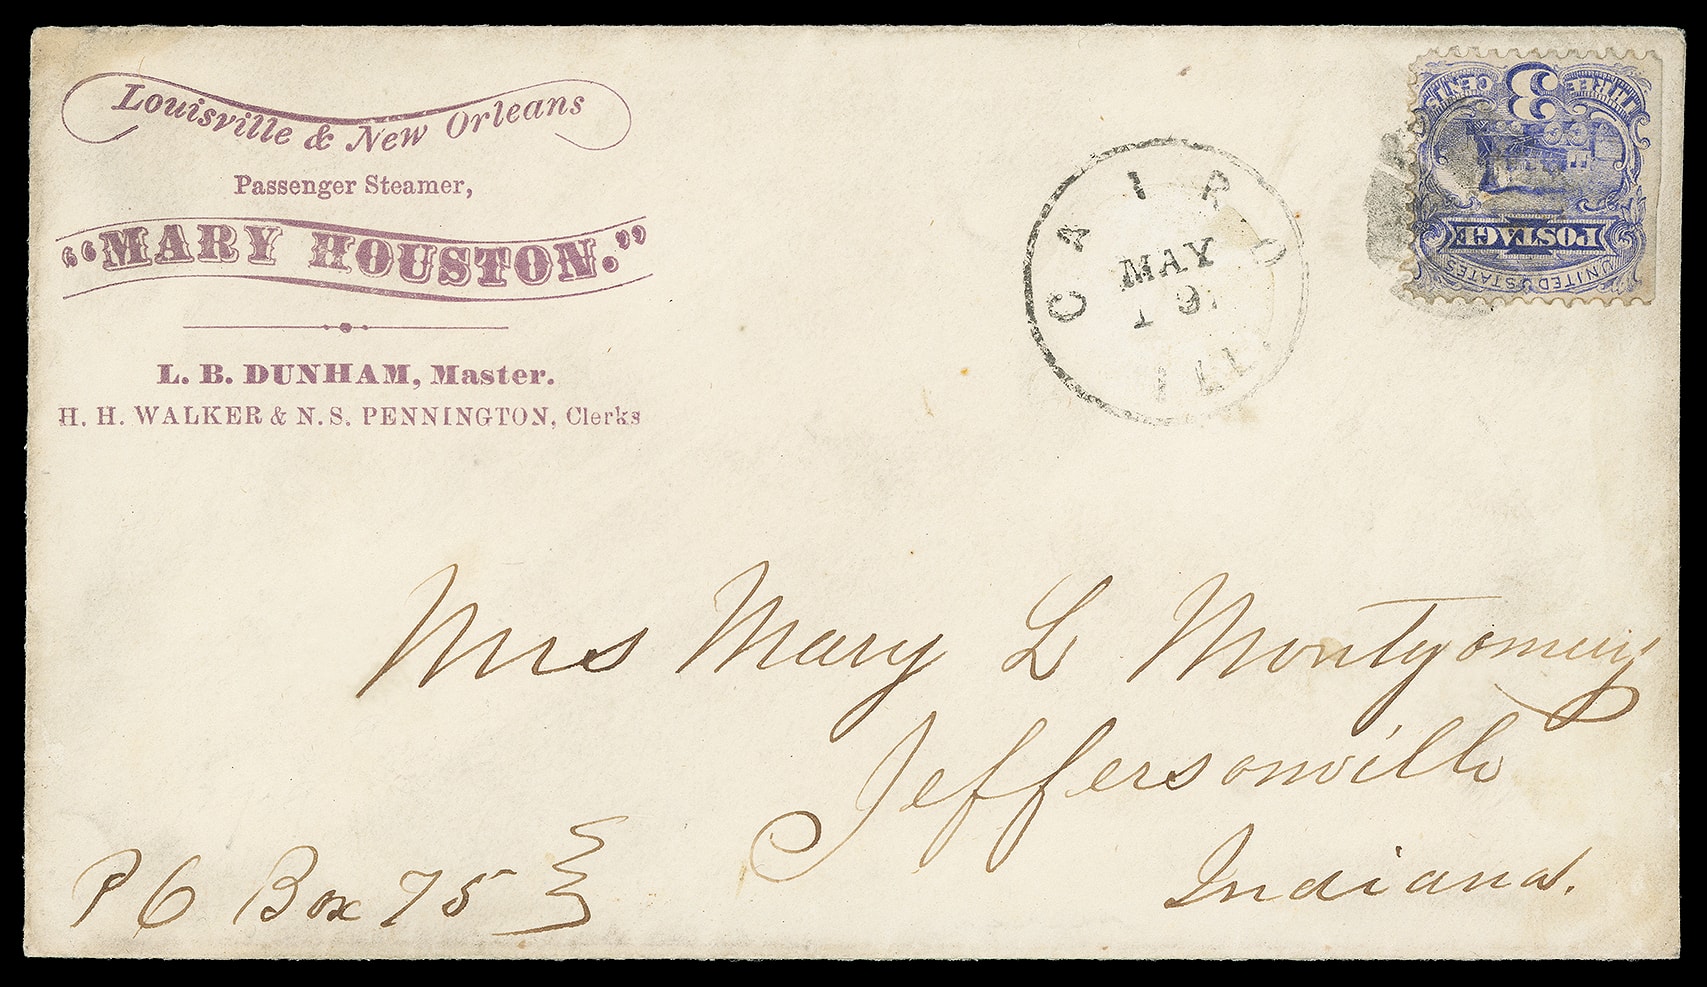 Louisville & New Orleans
Passenger Steamer,
"MARY HOUSTON."
L. B. DUNHAM, Master.
H. H. WALKER & N. S. PENNINGTON, Clerks
CAIRO
MAY
19
ILL.
3
THREE CENTS
POSTAGE
UNITED STATES
Mrs Mary L Montgomery
Jeffersonville
Indiana.
P O Box 75